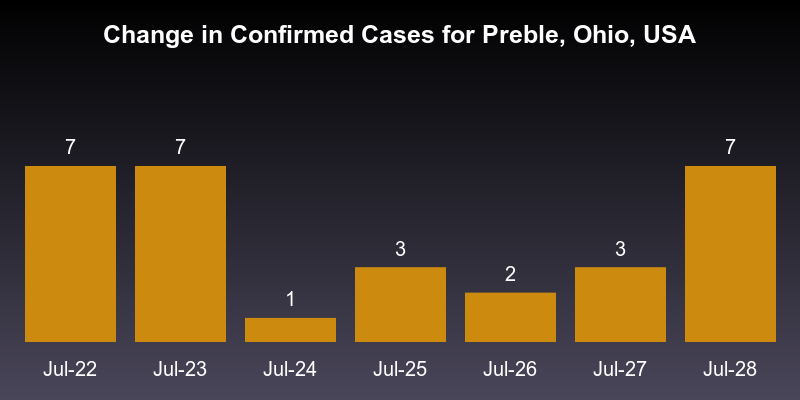 Change in Confirmed Cases for Preble, Ohio, USA
7 7 1 3 2 3 7
Jul-22 Jul-23 Jul-24 Jul-25 Jul-26 Jul-27 Jul-28